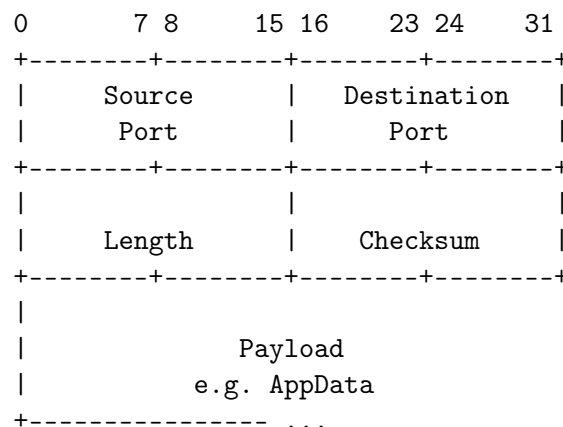 0      7 8     15 16    23 24    31
+--------+--------+--------+--------+
|     Source      |   Destination   |
|      Port       |      Port       |
+--------+--------+--------+--------+
|                 |                 |
|     Length      |    Checksum     |
+--------+--------+--------+--------+
|
|              Payload
|           e.g. AppData
+---------------- ...